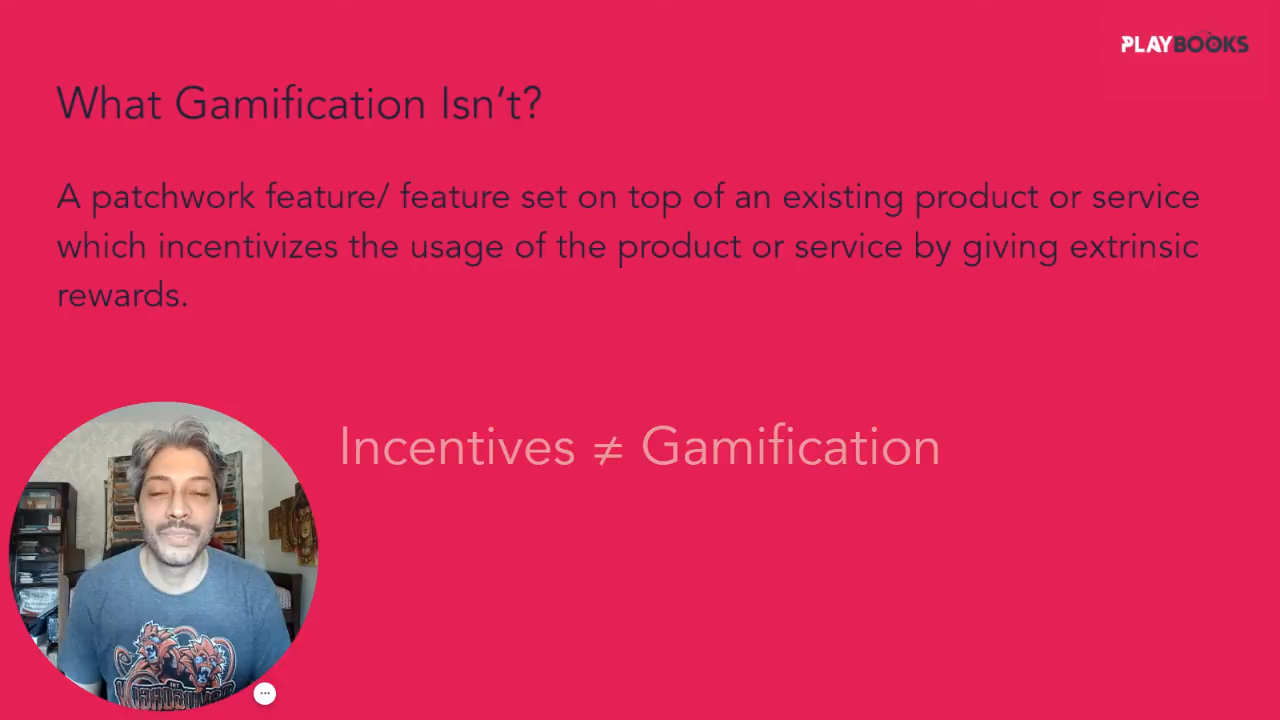 PLAYBOOKS
What Gamification Isn't?
A patchwork feature/ feature set on top of an existing product or service
which incentivizes the usage of the product or service by giving extrinsic
rewards.
Incentives ≠ Gamification